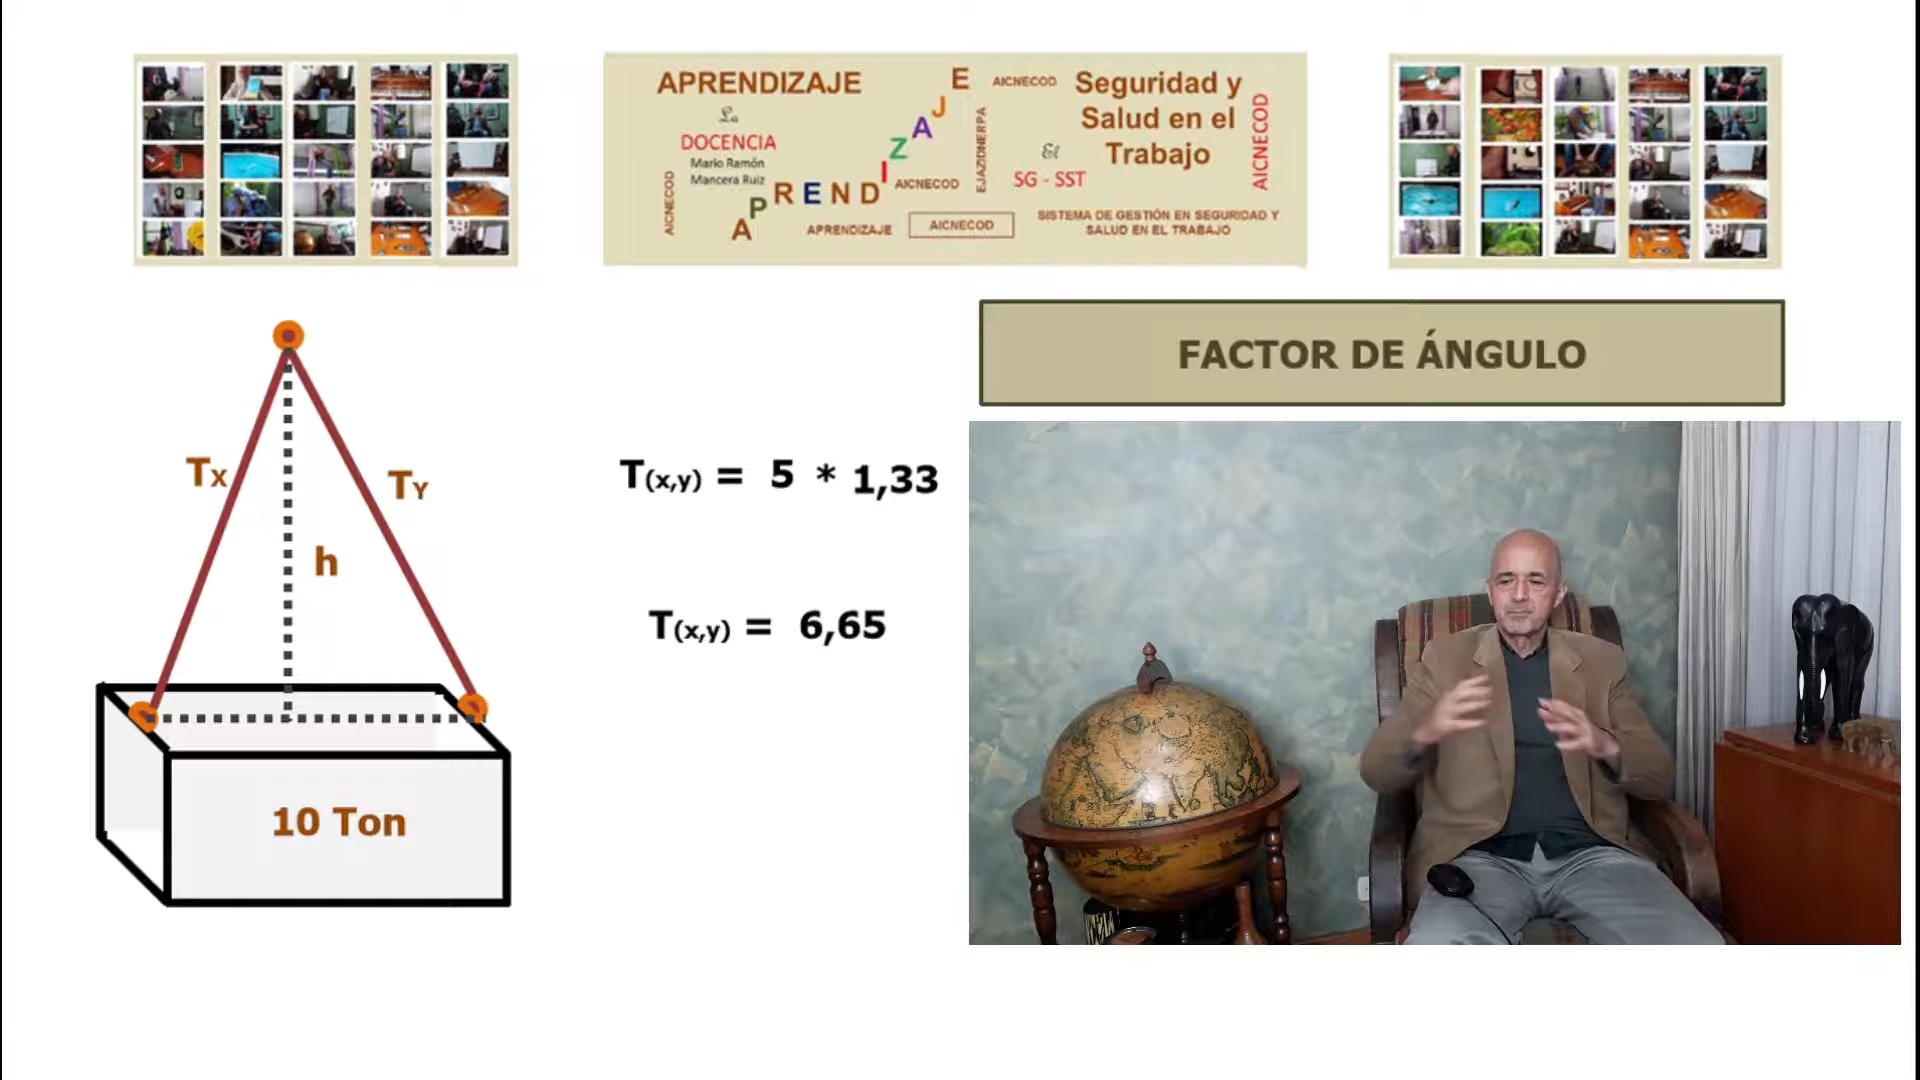 APRENDIZAJE
La
DOCENCIA
Mario Ramón
Mancera Ruiz
AICNECOD
APRENDIZAJE
AICNECOD
APRENDIZAJE
AICNECOD
AICNECOD
EJAZIDNERPA
El
SG - SST
Seguridad y
Salud en el
Trabajo
AICNECOD
SISTEMA DE GESTIÓN EN SEGURIDAD Y
SALUD EN EL TRABAJO
FACTOR DE ÁNGULO
TX
TY
h
10 Ton
T(x,y) = 5 * 1,33
T(x,y) = 6,65